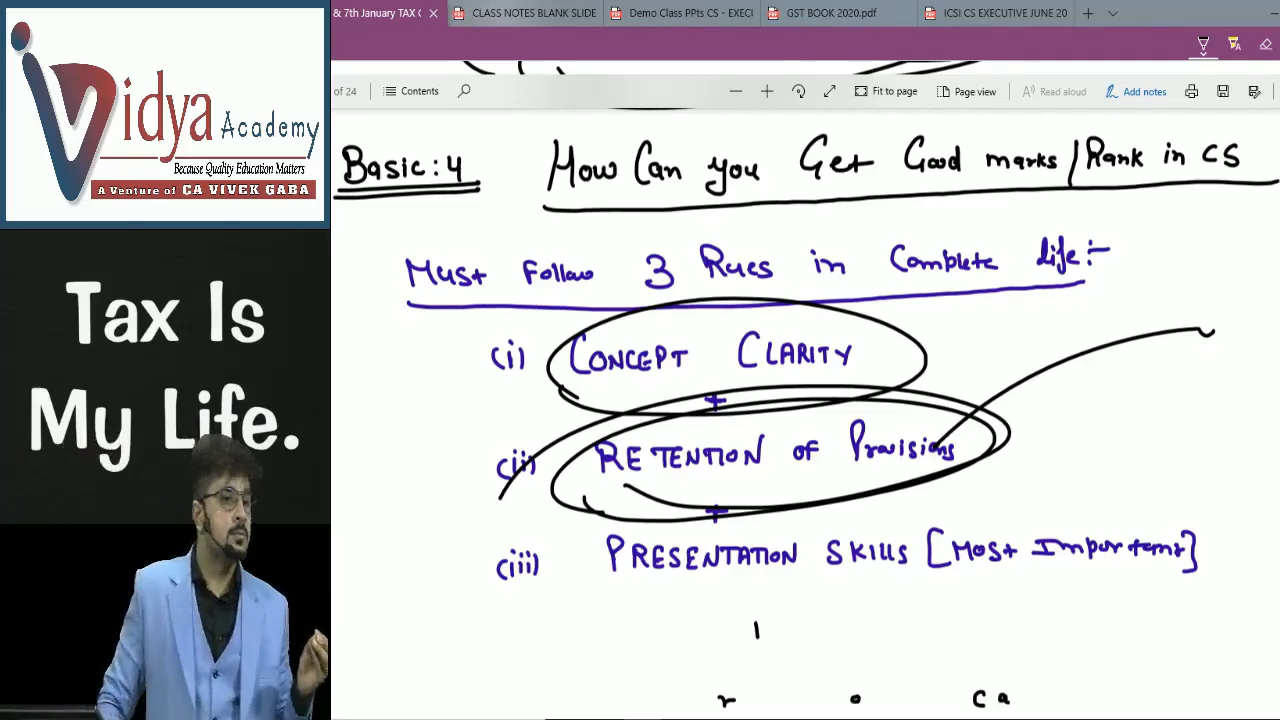 & 7th January TAX C
CLASS NOTES BLANK SLIDE
Demo Class PPts CS - EXECI
GST BOOK 2020.pdf
ICSI CS EXECUTIVE JUNE 20
of 24
Contents
Fit to page
Page view
Read aloud
Add notes
Vidya Academy
Because Quality Education Matters
A Venture of CA VIVEK GABA
Tax Is
My Life.
Basic:4 How Can you Get Good marks/Rank in CS
Must Follow 3 Rules in Complete life:-
(i) CONCEPT CLARITY
+
(ii) RETENTION of Provisions
+
(iii) PRESENTATION SKILLS [Most Important]